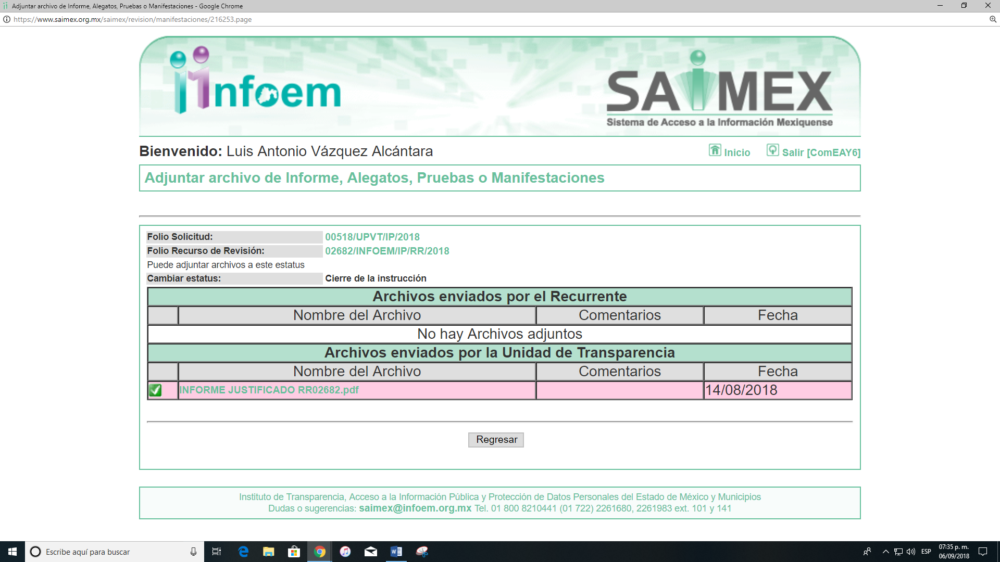 Adjuntar archivo de Informe, Alegatos, Pruebas o Manifestaciones - Google Chrome
https://www.saimex.org.mx/saimex/revision/manifestaciones/216253.page
infoem
SAIMEX
Sistema de Acceso a la Información Mexiquense
Bienvenido: Luis Antonio Vázquez Alcántara
Inicio Salir [ComEAY6]
Adjuntar archivo de Informe, Alegatos, Pruebas o Manifestaciones
Folio Solicitud: 00518/UPVT/IP/2018
Folio Recurso de Revisión: 02682/INFOEM/IP/RR/2018
Puede adjuntar archivos a este estatus
Cambiar estatus: Cierre de la instrucción
Archivos enviados por el Recurrente
Nombre del Archivo Comentarios Fecha
No hay Archivos adjuntos
Archivos enviados por la Unidad de Transparencia
Nombre del Archivo Comentarios Fecha
INFORME JUSTIFICADO RR02682.pdf 14/08/2018
Regresar
Instituto de Transparencia, Acceso a la Información Pública y Protección de Datos Personales del Estado de México y Municipios
Dudas o sugerencias: saimex@infoem.org.mx Tel. 01 800 8210441 (01 722) 2261680, 2261983 ext. 101 y 141
Escribe aquí para buscar
ESP
07:35 p. m.
06/09/2018